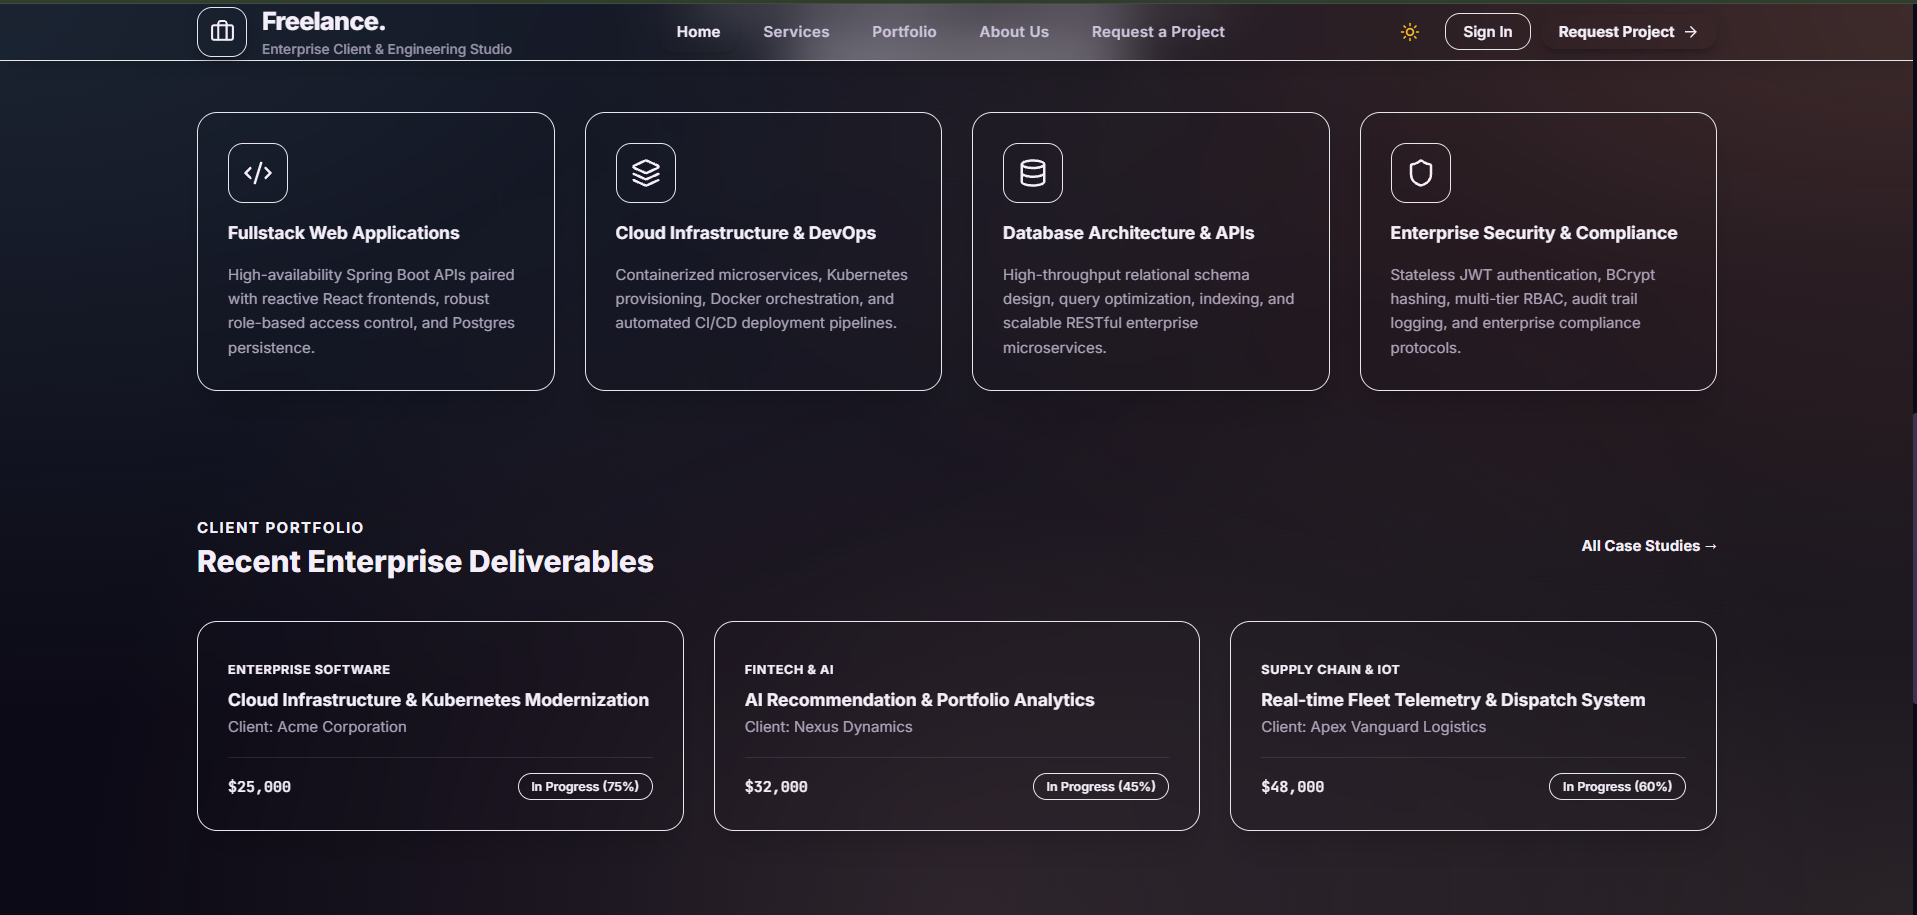 Freelance.
Enterprise Client & Engineering Studio
Home
Services
Portfolio
About Us
Request a Project
Sign In
Request Project →
Fullstack Web Applications
High-availability Spring Boot APIs paired
with reactive React frontends, robust
role-based access control, and Postgres
persistence.
Cloud Infrastructure & DevOps
Containerized microservices, Kubernetes
provisioning, Docker orchestration, and
automated CI/CD deployment pipelines.
Database Architecture & APIs
High-throughput relational schema
design, query optimization, indexing, and
scalable RESTful enterprise
microservices.
Enterprise Security & Compliance
Stateless JWT authentication, BCrypt
hashing, multi-tier RBAC, audit trail
logging, and enterprise compliance
protocols.
CLIENT PORTFOLIO
Recent Enterprise Deliverables
All Case Studies →
ENTERPRISE SOFTWARE
Cloud Infrastructure & Kubernetes Modernization
Client: Acme Corporation
$25,000
In Progress (75%)
FINTECH & AI
AI Recommendation & Portfolio Analytics
Client: Nexus Dynamics
$32,000
In Progress (45%)
SUPPLY CHAIN & IOT
Real-time Fleet Telemetry & Dispatch System
Client: Apex Vanguard Logistics
$48,000
In Progress (60%)